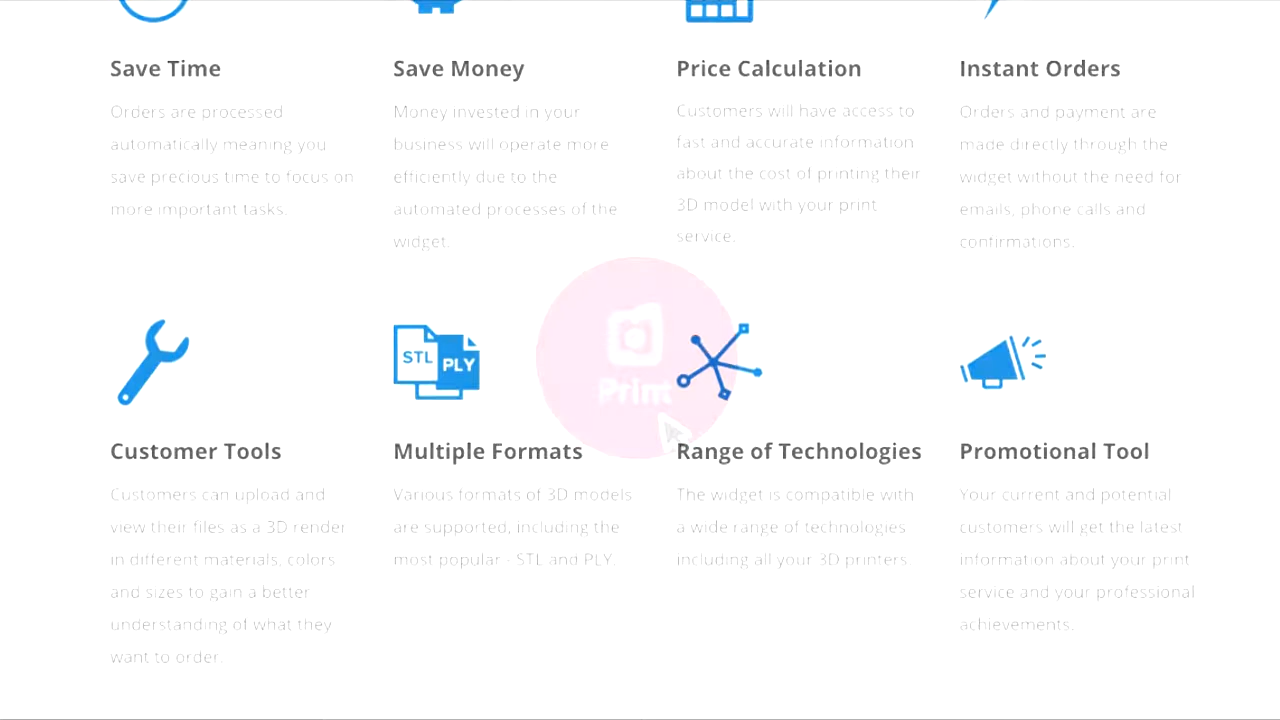 Save Time
Orders are processed
automatically meaning you
save precious time to focus on
more important tasks.
Save Money
Money invested in your
business will operate more
efficiently due to the
automated processes of the
widget.
Price Calculation
Customers will have access to
fast and accurate information
about the cost of printing their
3D model with your print
service.
Instant Orders
Orders and payment are
made directly through the
widget without the need for
emails, phone calls and
confirmations.
Customer Tools
Customers can upload and
view their files as a 3D render
in different materials, colors
and sizes to gain a better
understanding of what they
want to order.
STL
PLY
Multiple Formats
Various formats of 3D models
are supported, including the
most popular - STL and PLY
Print
Range of Technologies
The widget is compatible with
a wide range of technologies
including all your 3D printers
Promotional Tool
Your current and potential
customers will get the latest
information about your print
service and your professional
achievements.